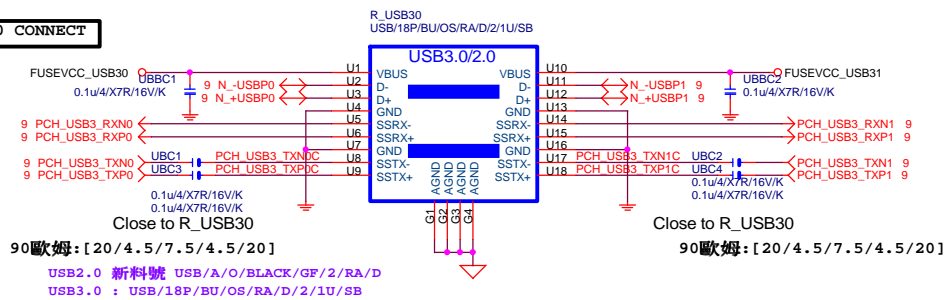 0 CONNECT
R_USB30
USB/18P/BU/OS/RA/D/2/1U/SB
USB3.0/2.0
FUSEVCC_USB30
UBBC1
0.1u/4/X7R/16V/K
9 N_-USBP0
9 N_+USBP0
9 PCH_USB3_RXN0
9 PCH_USB3_RXP0
9 PCH_USB3_TXN0
9 PCH_USB3_TXP0
UBC1
UBC3
PCH_USB3_TXN0C
PCH_USB3_TXP0C
0.1u/4/X7R/16V/K
0.1u/4/X7R/16V/K
Close to R_USB30
U1 VBUS
U2 D-
U3 D+
U4 GND
U5 SSRX-
U6 SSRX+
U7 GND
U8 SSTX-
U9 SSTX+
VBUS U10
D- U11
D+ U12
GND U13
SSRX- U14
SSRX+ U15
GND U16
SSTX- U17
SSTX+ U18
AGND G1
AGND G2
AGND G3
AGND G4
FUSEVCC_USB31
UBBC2
0.1u/4/X7R/16V/K
N_-USBP1 9
N_+USBP1 9
PCH_USB3_RXN1 9
PCH_USB3_RXP1 9
PCH_USB3_TXN1C
PCH_USB3_TXP1C
UBC2
UBC4
PCH_USB3_TXN1 9
PCH_USB3_TXP1 9
0.1u/4/X7R/16V/K
0.1u/4/X7R/16V/K
Close to R_USB30
90歐姆:[20/4.5/7.5/4.5/20]
90歐姆:[20/4.5/7.5/4.5/20]
USB2.0 新料號 USB/A/O/BLACK/GF/2/RA/D
USB3.0 : USB/18P/BU/OS/RA/D/2/1U/SB